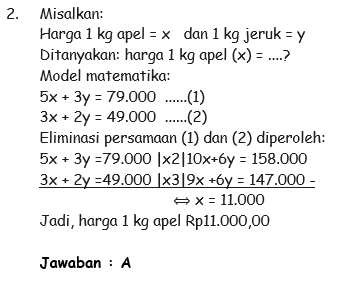 2. Misalkan:
Harga 1 kg apel = x dan 1 kg jeruk = y
Ditanyakan: harga 1 kg apel (x) = ....?
Model matematika:
5x + 3y = 79.000 ......(1)
3x + 2y = 49.000 ......(2)
Eliminasi persamaan (1) dan (2) diperoleh:
5x + 3y =79.000 |x2|10x+6y = 158.000
3x + 2y =49.000 |x3|9x +6y = 147.000 -
⇔ x = 11.000
Jadi, harga 1 kg apel Rp11.000,00
Jawaban : A